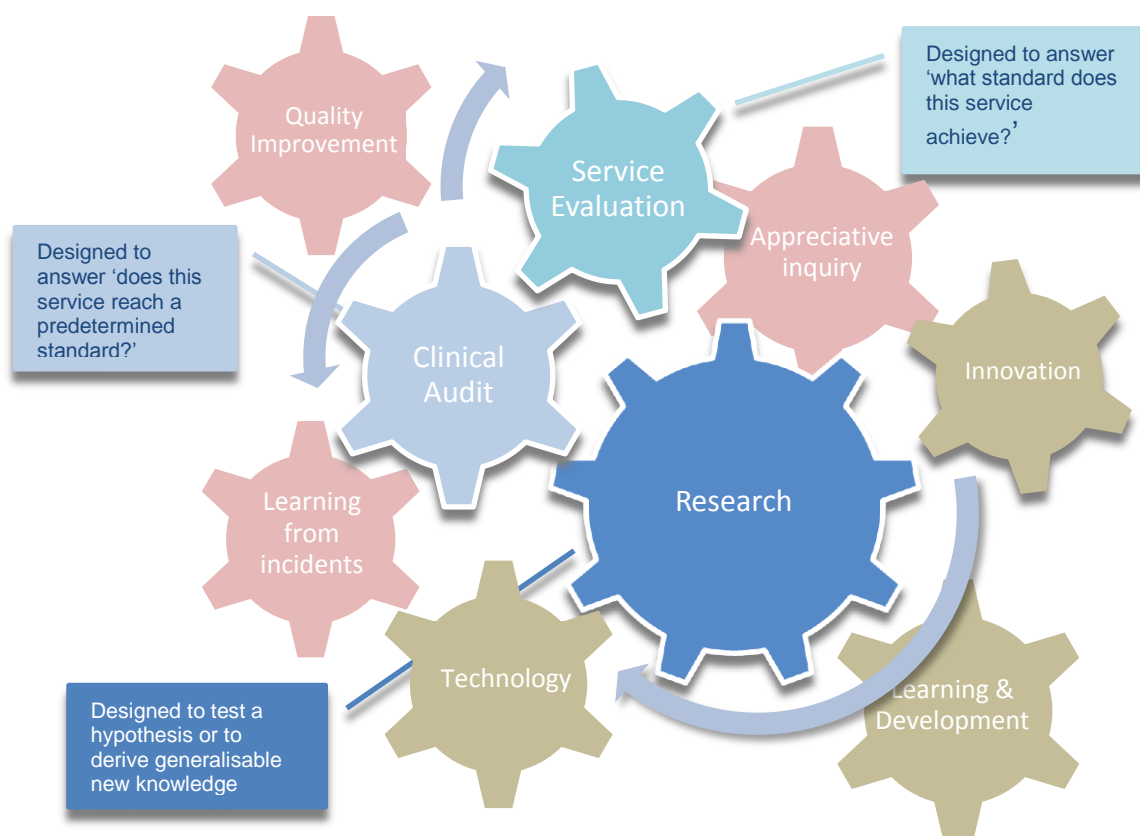 Quality
Improvement
Service
Evaluation
Designed to answer
‘what standard does
this service
achieve?’
Appreciative
inquiry
Designed to
answer ‘does this
service reach a
predetermined
standard?’
Clinical
Audit
Innovation
Research
Learning
from
incidents
Technology
Learning &
Development
Designed to test a
hypothesis or to
derive generalisable
new knowledge